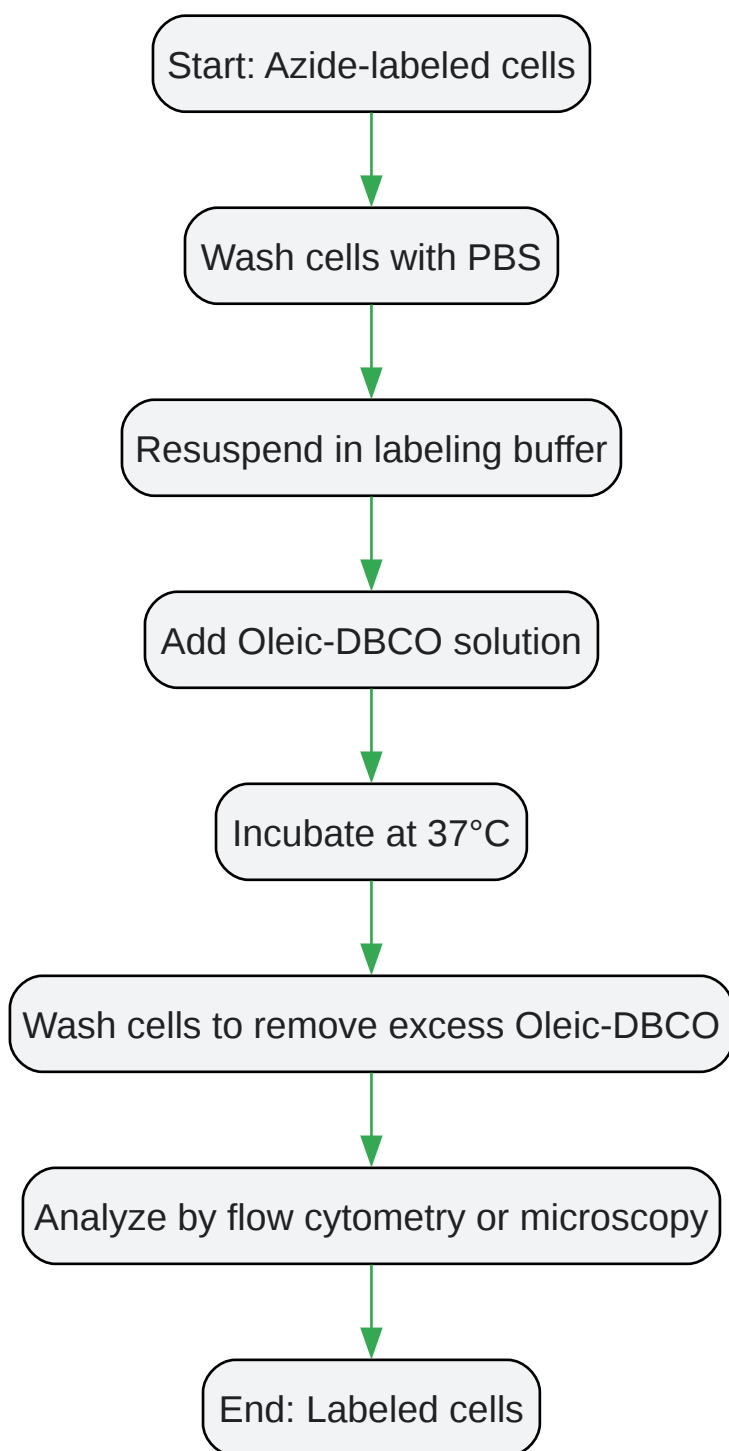 Start: Azide-labeled cells
Wash cells with PBS
Resuspend in labeling buffer
Add Oleic-DBCO solution
Incubate at 37°C
Wash cells to remove excess Oleic-DBCO
Analyze by flow cytometry or microscopy
End: Labeled cells